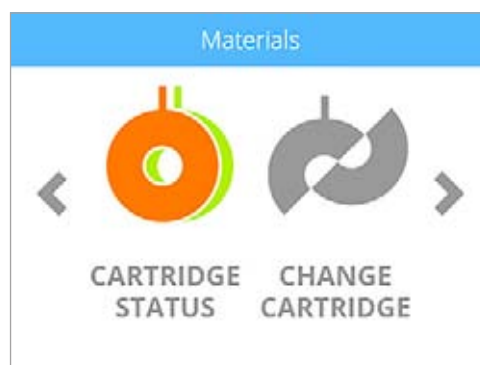 Materials
CARTRIDGE
STATUS
CHANGE
CARTRIDGE